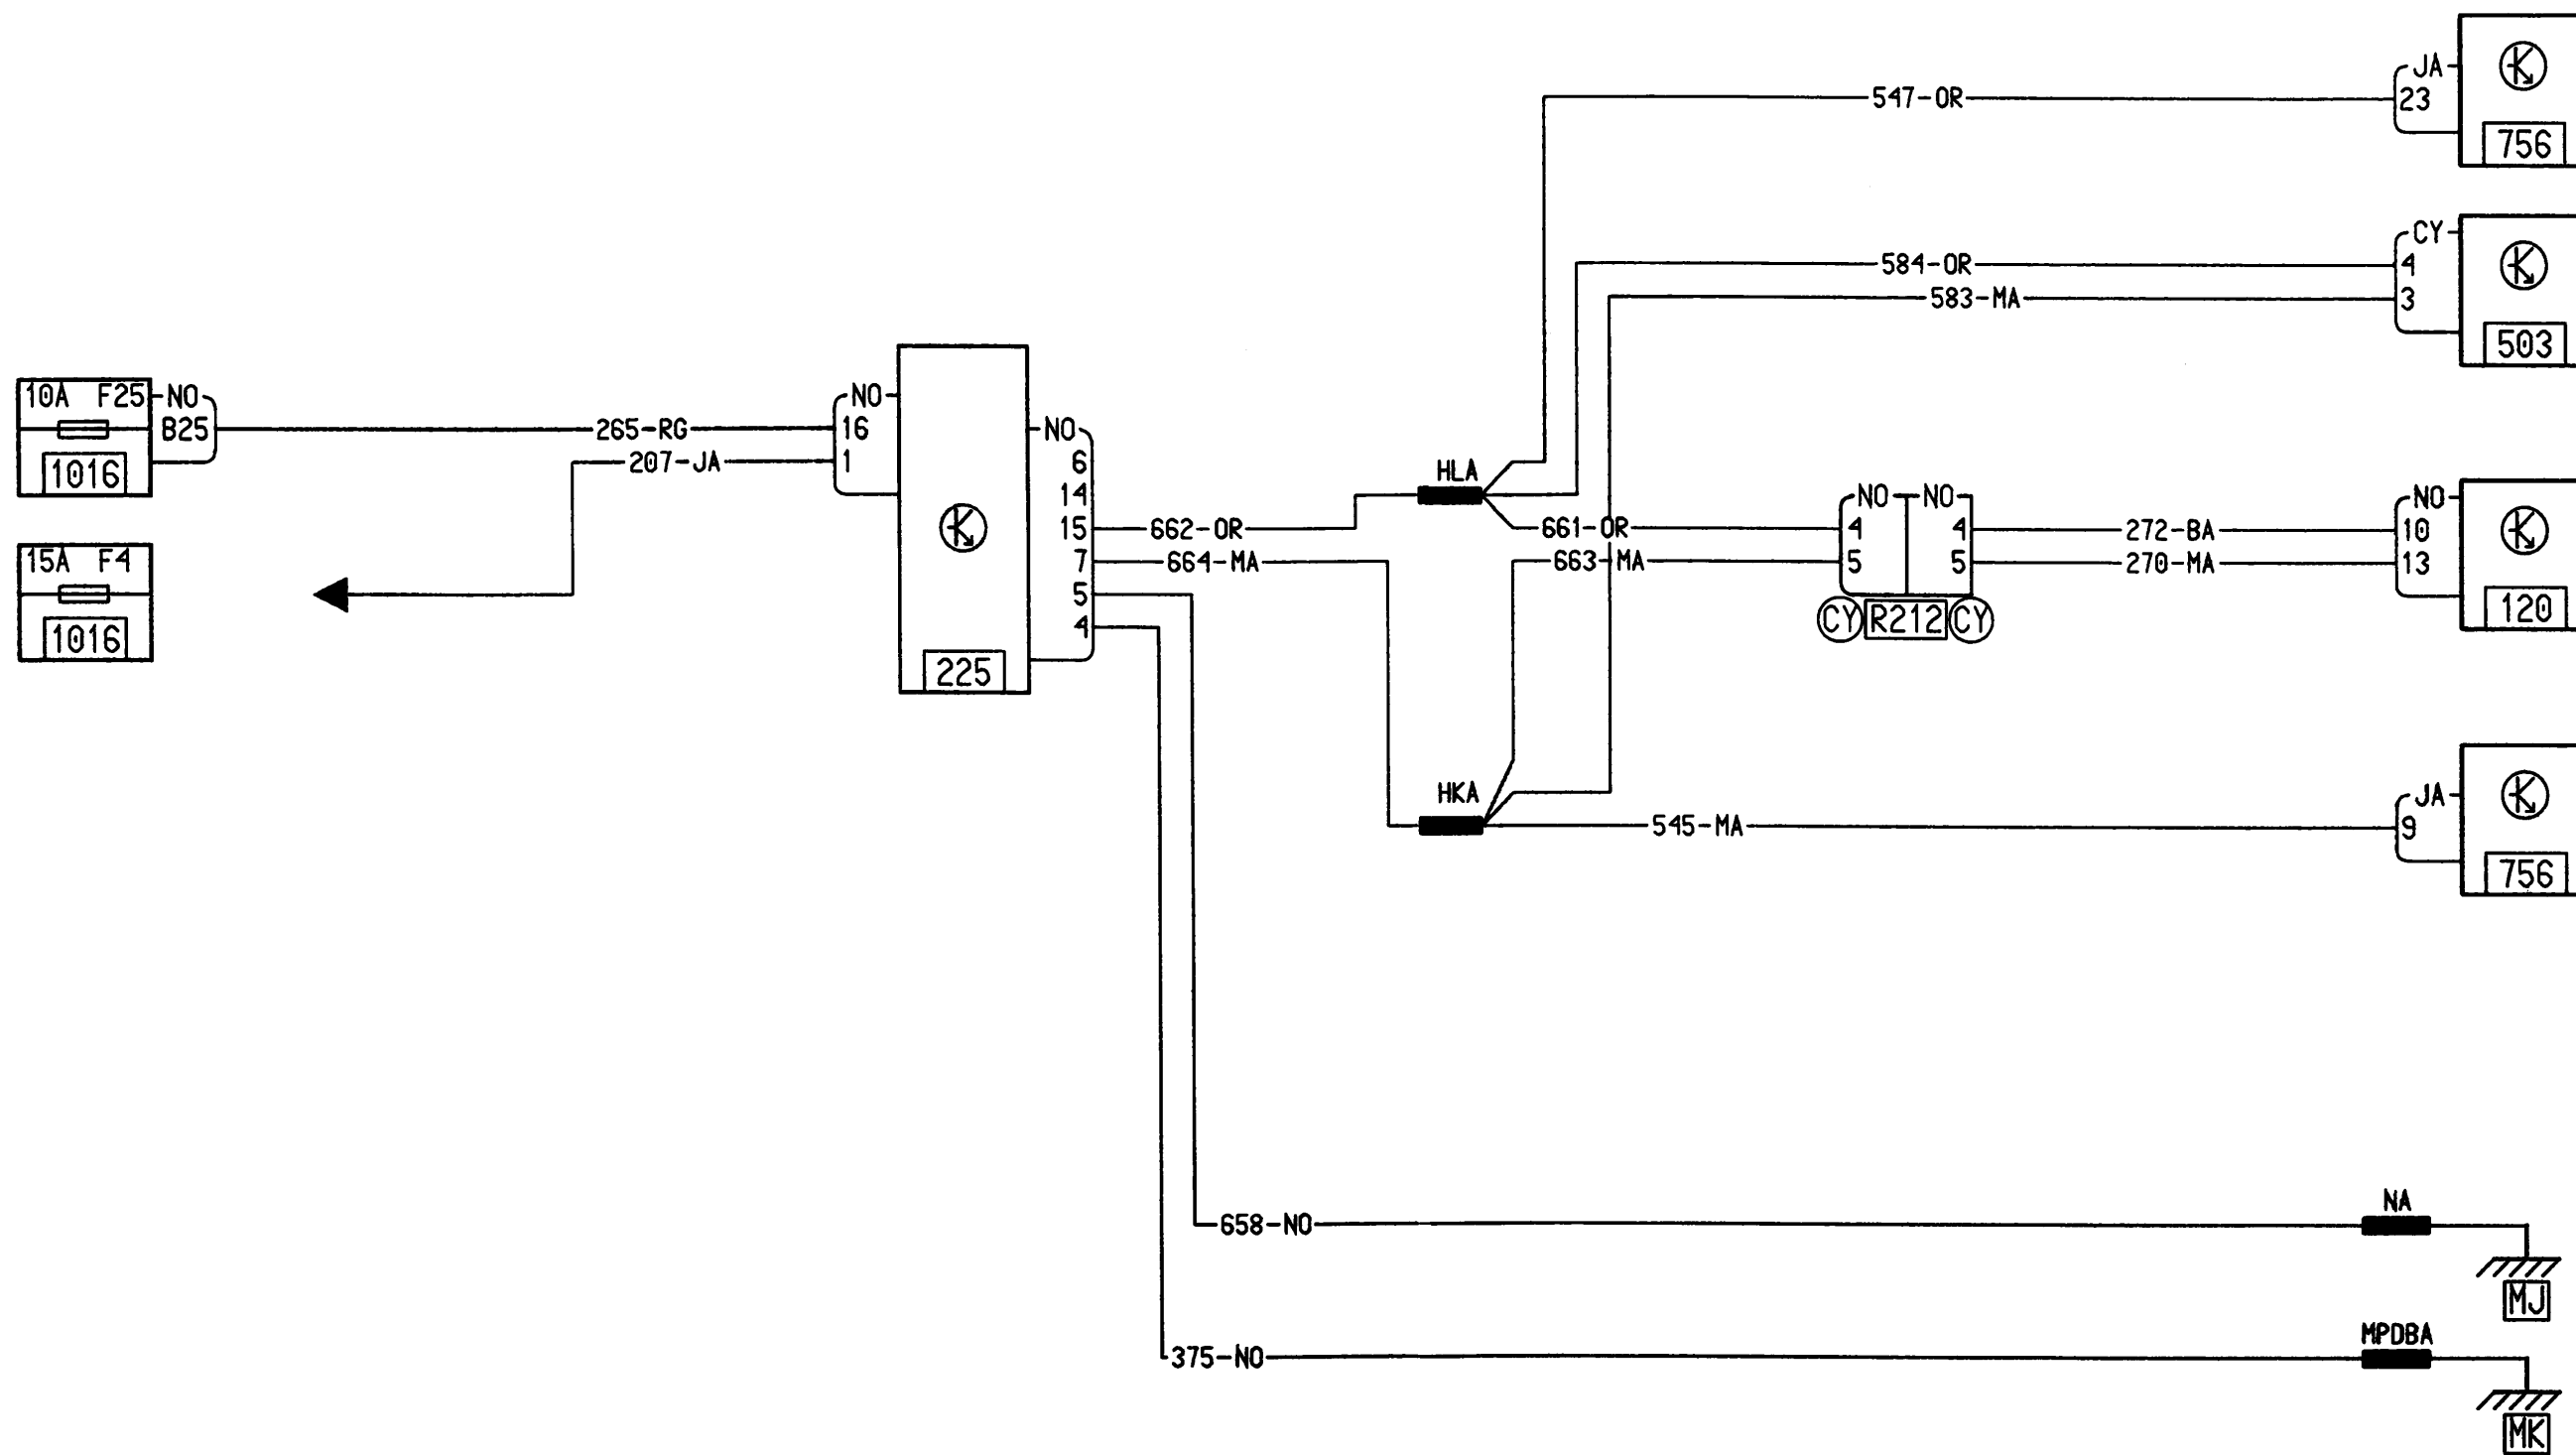 JA
547-OR
23
756
CY
584-OR
4
583-MA
3
503
10A F25 NO
B25
1016
265-RG
NO
16
207-JA
1
15A F4
1016
225
NO
6
14
15
7
5
4
662-OR
664-MA
HLA
661-OR
663-MA
NO NO
4 4
5 5
CY R212 CY
272-BA
270-MA
NO
10
13
120
HKA
545-MA
JA
9
756
658-NO
NA
MJ
375-NO
MPDBA
MK